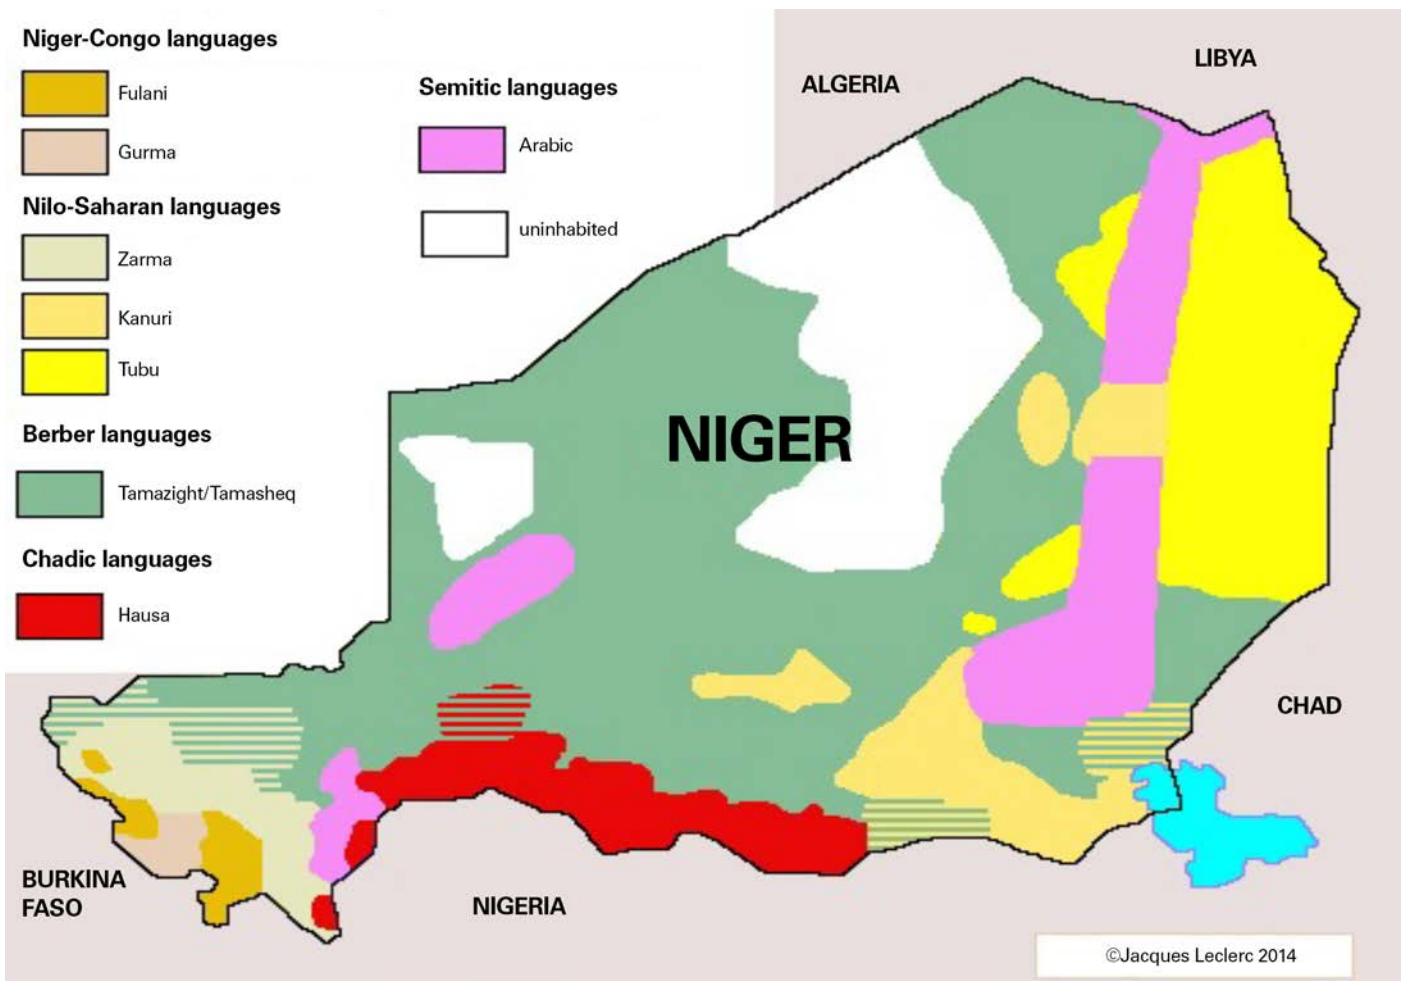 Niger-Congo languages
Fulani
Gurma
Nilo-Saharan languages
Zarma
Kanuri
Tubu
Berber languages
Tamazight/Tamasheq
Chadic languages
Hausa
Semitic languages
Arabic
uninhabited
ALGERIA
LIBYA
NIGER
CHAD
BURKINA
FASO
NIGERIA
©Jacques Leclerc 2014